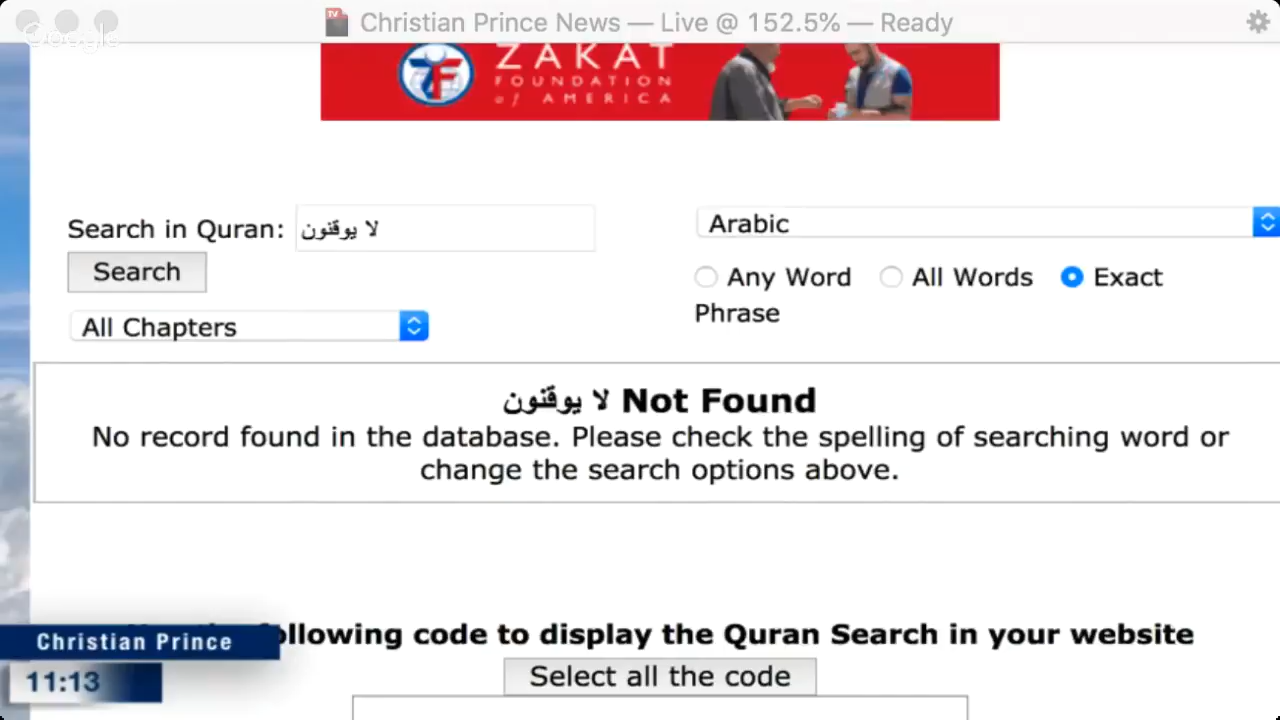 Christian Prince News — Live @ 152.5% — Ready
Google
ZAKAT
FOUNDATION
of AMERICA
Search in Quran: لا يوقنون
Arabic
Search
Any Word All Words Exact
Phrase
All Chapters
لا يوقنون Not Found
No record found in the database. Please check the spelling of searching word or
change the search options above.
following code to display the Quran Search in your website
Christian Prince
Select all the code
11:13